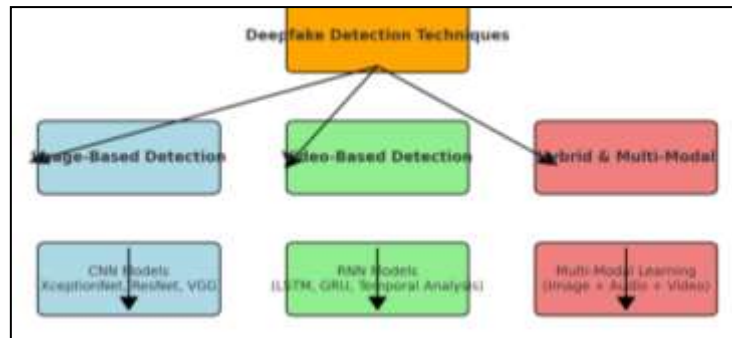 Deepfake Detection Techniques
Image-Based Detection
Video-Based Detection
Hybrid & Multi-Modal
CNN Models
XceptionNet, ResNet, VGG
RNN Models
(LSTM, GRU, Temporal Analysis)
Multi-Modal Learning
(Image + Audio + Video)